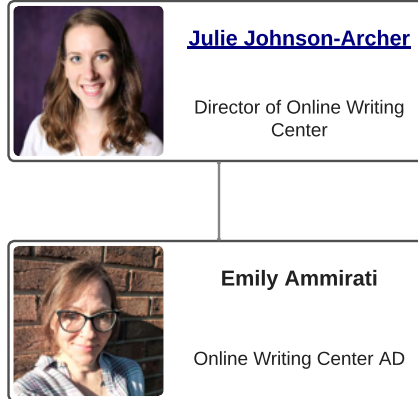 Julie Johnson-Archer
Director of Online Writing
Center
Emily Ammirati
Online Writing Center AD